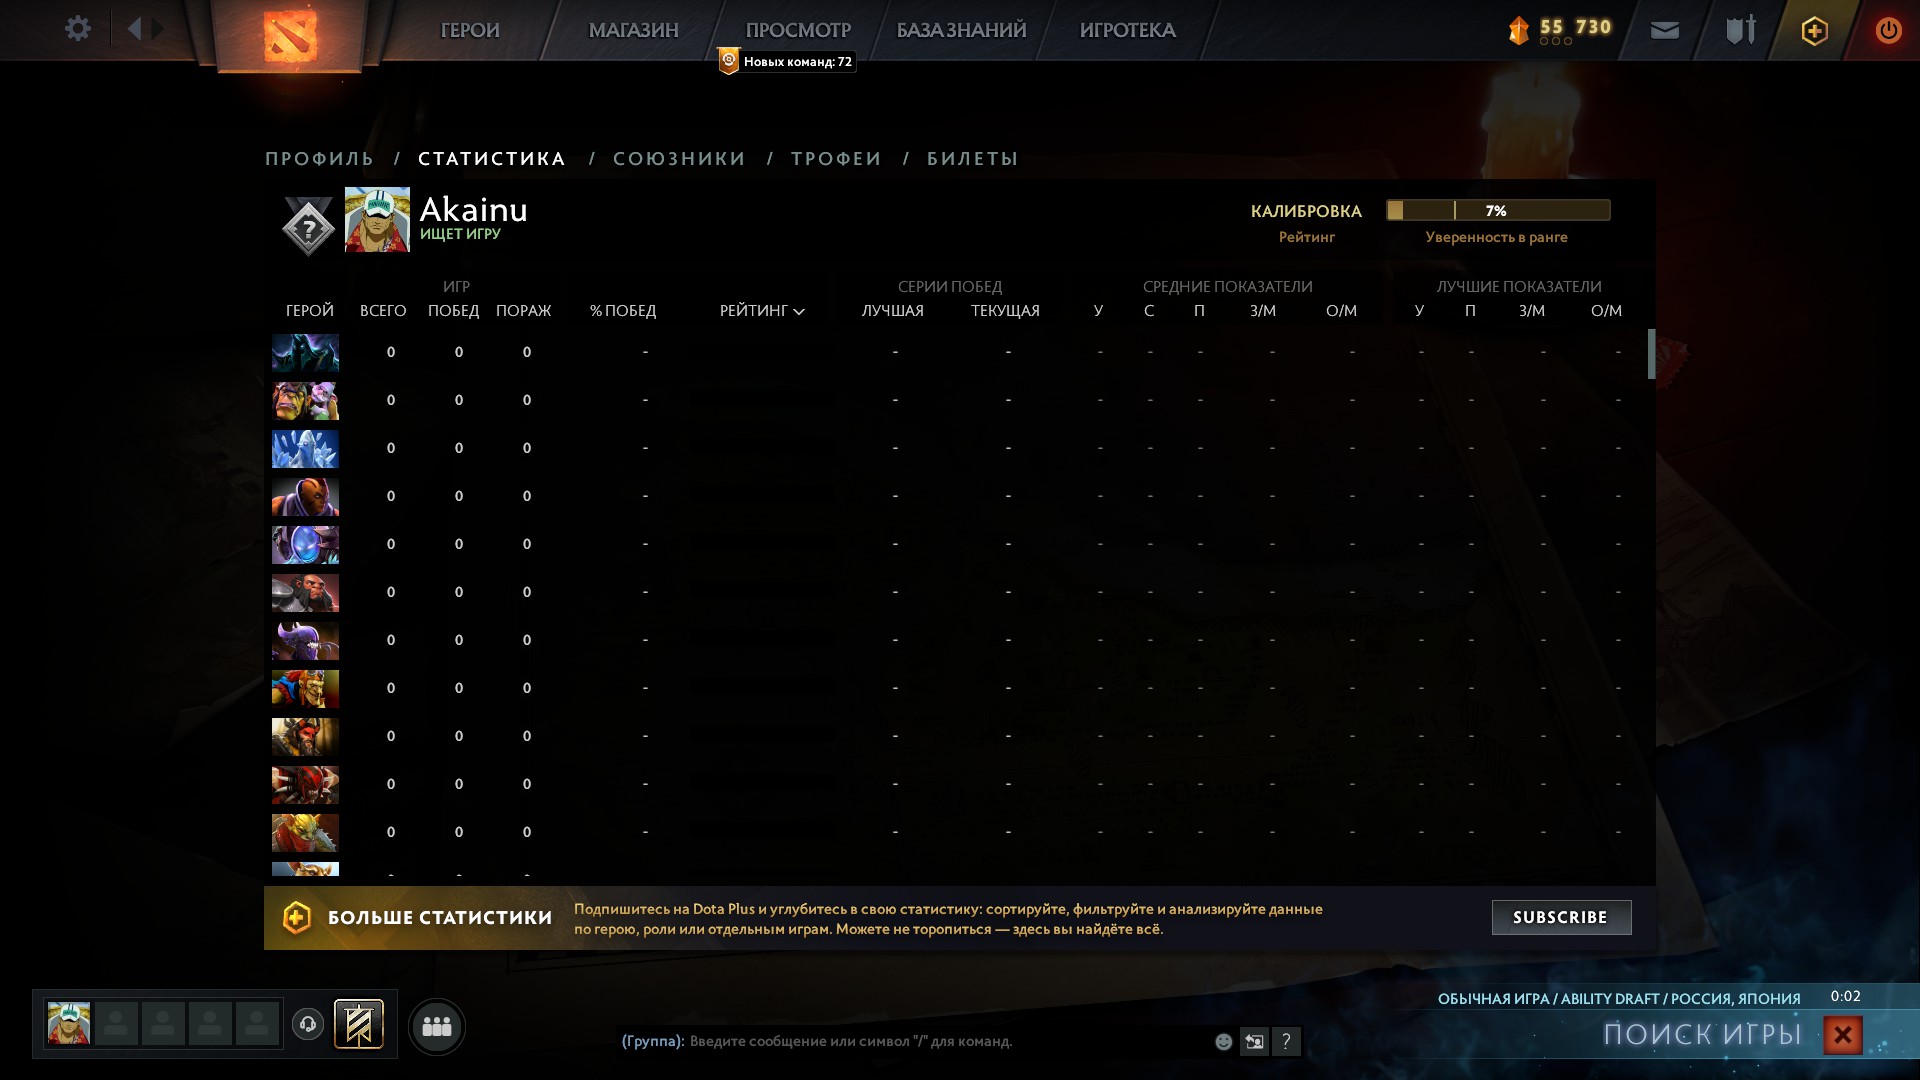 ГЕРОИ МАГАЗИН ПРОСМОТР БАЗА ЗНАНИЙ ИГРОТЕКА 55 730
Новых команд: 72
ПРОФИЛЬ / СТАТИСТИКА / СОЮЗНИКИ / ТРОФЕИ / БИЛЕТЫ
?
Akainu
ИЩЕТ ИГРУ
КАЛИБРОВКА 7%
Рейтинг Уверенность в ранге
ИГР СЕРИИ ПОБЕД СРЕДНИЕ ПОКАЗАТЕЛИ ЛУЧШИЕ ПОКАЗАТЕЛИ
ГЕРОЙ ВСЕГО ПОБЕД ПОРАЖ % ПОБЕД РЕЙТИНГ ЛУЧШАЯ ТЕКУЩАЯ У С П З/М О/М У П З/М О/М
0 0 0 - - - - - - - - - - - -
0 0 0 - - - - - - - - - - - -
0 0 0 - - - - - - - - - - - -
0 0 0 - - - - - - - - - - - -
0 0 0 - - - - - - - - - - - -
0 0 0 - - - - - - - - - - - -
0 0 0 - - - - - - - - - - - -
0 0 0 - - - - - - - - - - - -
0 0 0 - - - - - - - - - - - -
0 0 0 - - - - - - - - - - - -
0 0 0 - - - - - - - - - - - -
БОЛЬШЕ СТАТИСТИКИ
Подпишитесь на Dota Plus и углубитесь в свою статистику: сортируйте, фильтруйте и анализируйте данные
по герою, роли или отдельным играм. Можете не торопиться — здесь вы найдёте всё.
SUBSCRIBE
ОБЫЧНАЯ ИГРА / ABILITY DRAFT / РОССИЯ, ЯПОНИЯ 0:02
ПОИСК ИГРЫ
(Группа): Введите сообщение или символ "/" для команд.
?